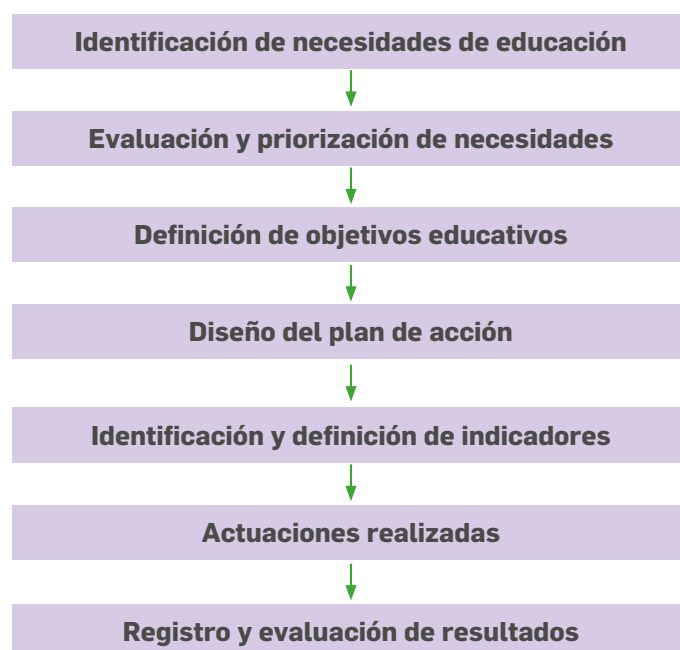 Identificación de necesidades de educación
Evaluación y priorización de necesidades
Definición de objetivos educativos
Diseño del plan de acción
Identificación y definición de indicadores
Actuaciones realizadas
Registro y evaluación de resultados